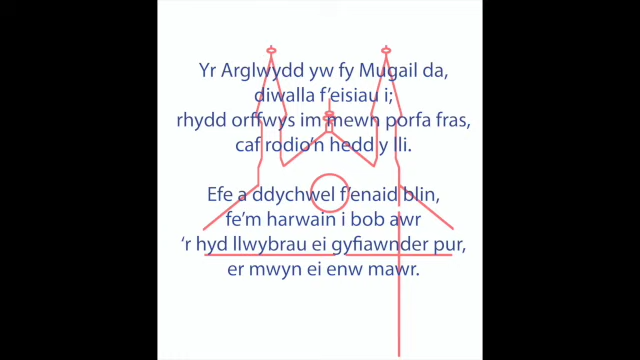 Yr Arglwydd yw fy Mugail da,
diwalla f’eisiau i;
rhydd orffwys im mewn porfa fras,
caf rodio’n hedd y lli.
Efe a ddychwel f’enaid blin,
fe’m harwain i bob awr
‘r hyd llwybrau ei gyfiawnder pur,
er mwyn ei enw mawr.